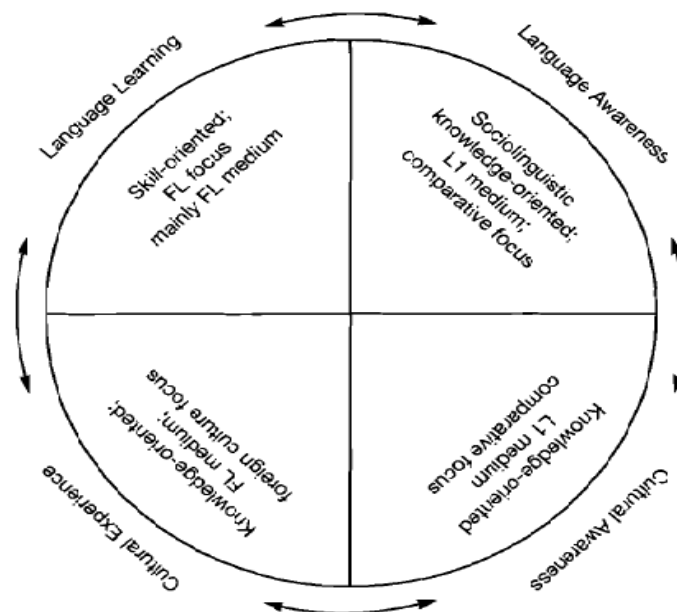 Language Learning
Skill-oriented;
FL focus
mainly FL medium
Language Awareness
Sociolinguistic
knowledge-oriented;
L1 medium;
comparative focus
Cultural Experience
Knowledge-oriented;
FL medium;
foreign culture focus
Cultural Awareness
Knowledge-oriented
L1 medium
comparative focus